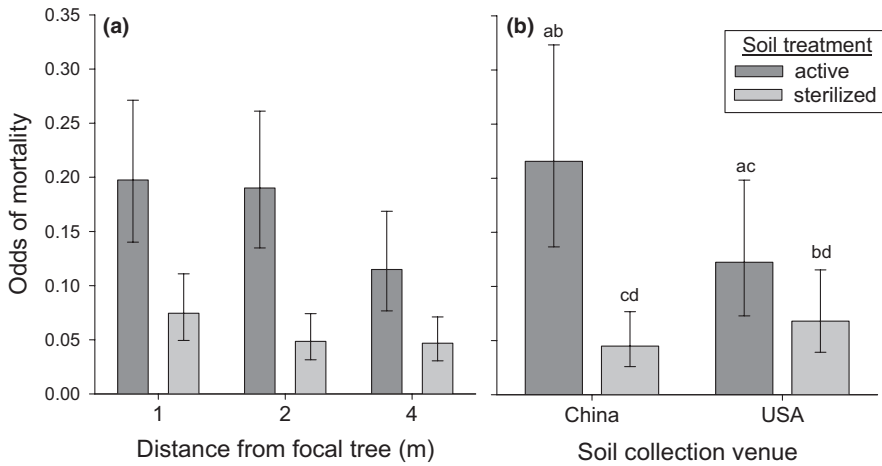 (a)
Odds of mortality
0.35
0.30
0.25
0.20
0.15
0.10
0.05
0.00
1 2 4
Distance from focal tree (m)
(b)
Soil treatment
active
sterilized
ab
cd
ac
bd
China USA
Soil collection venue